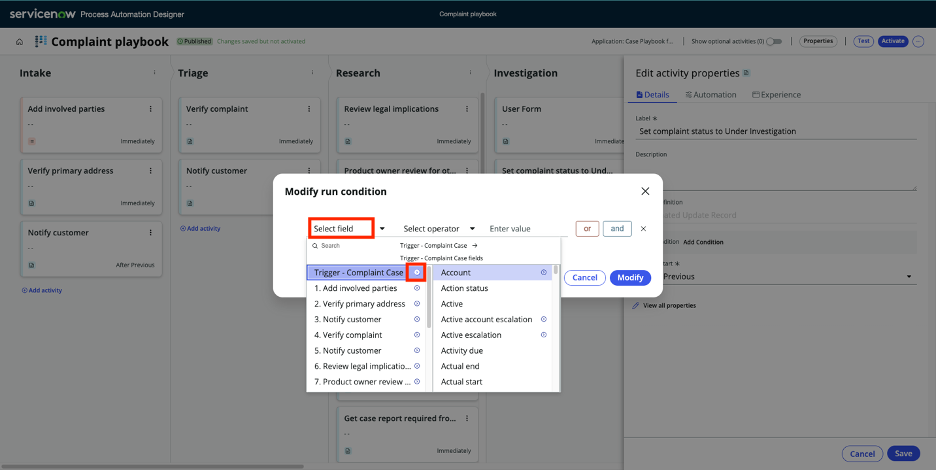 servicenow Process Automation Designer
Complaint playbook
Complaint playbook
Published
Changes saved but not activated
Application: Case Playbook f...
Show optional activities (0)
Properties
Test
Activate
Intake
Triage
Research
Investigation
Add involved parties
--
Immediately
Verify complaint
--
Immediately
Review legal implications
--
Immediately
User Form
--
Immediately
Verify primary address
--
Immediately
Notify customer
--
Immediately
Product owner review for ot...
Set complaint status to Und...
Notify customer
--
After Previous
Add activity
Add activity
Get case report required fro...
--
Immediately
Edit activity properties
Details
Automation
Experience
Label
Set complaint status to Under Investigation
Description
Update Record
Add Condition
Previous
View all properties
Cancel
Save
Modify run condition
Select field
Select operator
Enter value
or
and
Search
Trigger - Complaint Case
Trigger - Complaint Case fields
Trigger - Complaint Case
1. Add involved parties
2. Verify primary address
3. Notify customer
4. Verify complaint
5. Notify customer
6. Review legal implicatio...
7. Product owner review ...
Account
Action status
Active
Active account escalation
Active escalation
Activity due
Actual end
Actual start
Cancel
Modify